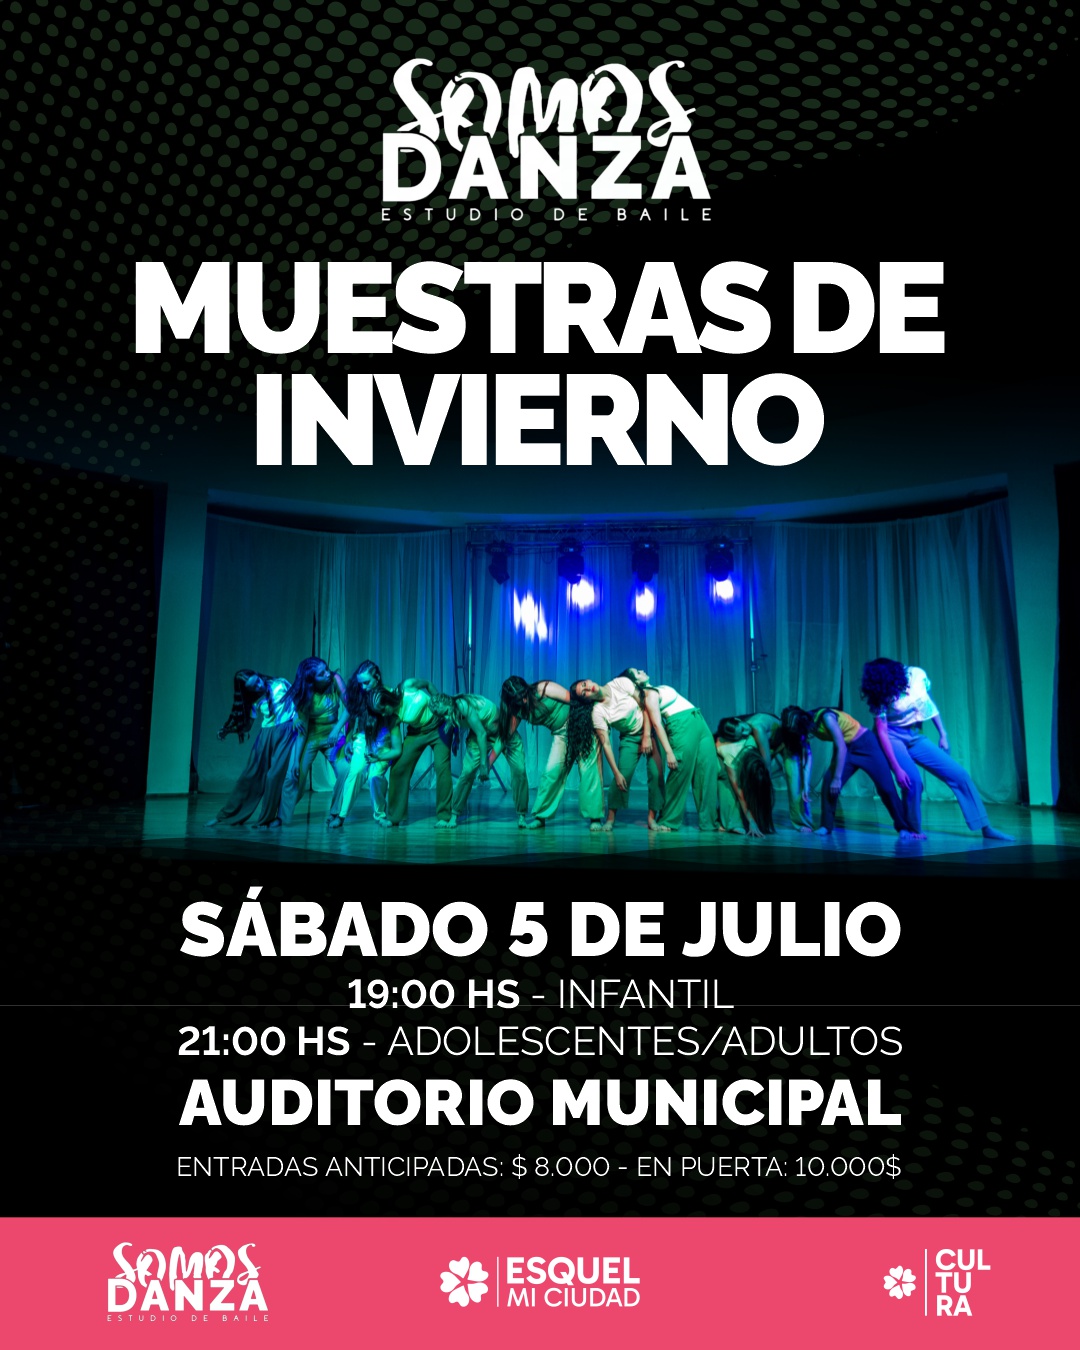 SOMOS
DANZA
ESTUDIO DE BAILE
MUESTRAS DE
INVIERNO
SÁBADO 5 DE JULIO
19:00 HS - INFANTIL
21:00 HS - ADOLESCENTES/ADULTOS
AUDITORIO MUNICIPAL
ENTRADAS ANTICIPADAS: $ 8.000 - EN PUERTA: 10.000$
SOMOS
DANZA
ESTUDIO DE BAILE
ESQUEL
MI CIUDAD
CUL
TU
RA